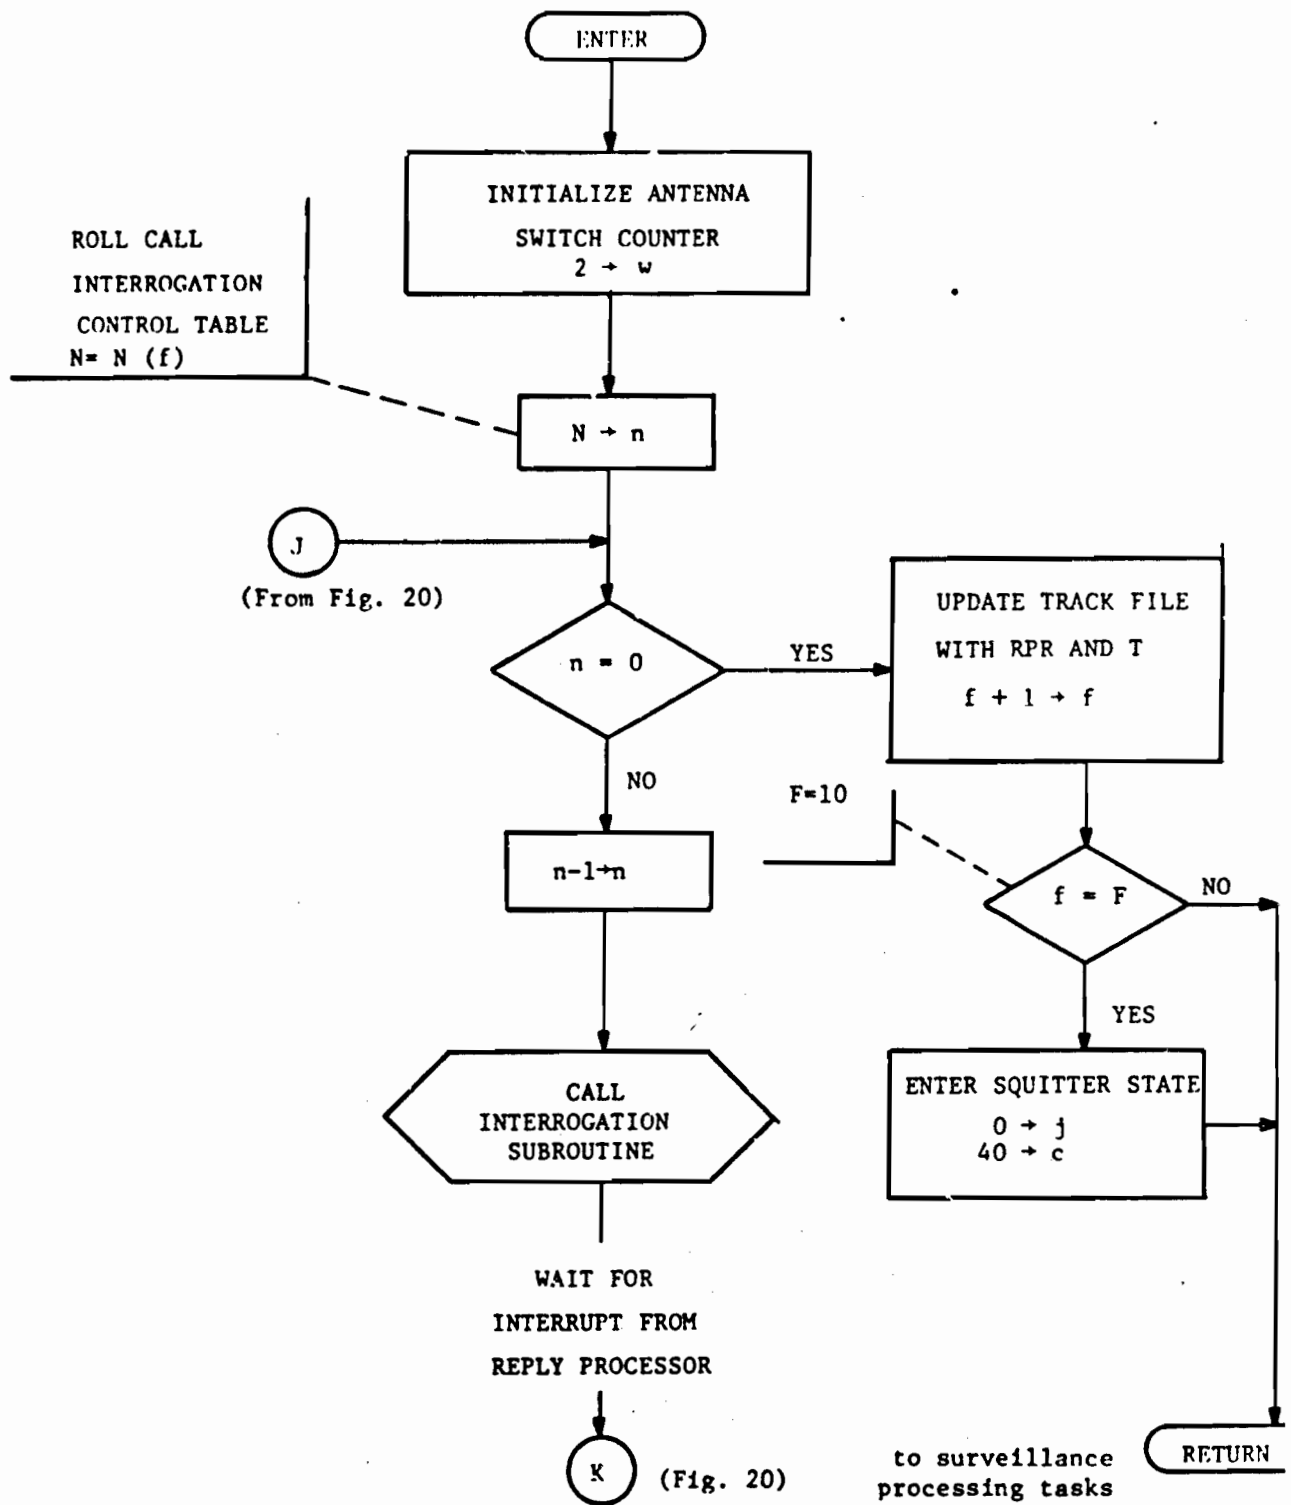 ENTER
INITIALIZE ANTENNA
SWITCH COUNTER
2 → w
ROLL CALL
INTERROGATION
CONTROL TABLE
N= N (f)
N → n
J
(From Fig. 20)
n = 0
YES
UPDATE TRACK FILE
WITH RPR AND T
f + 1 → f
NO
n-1→n
F=10
f = F
NO
YES
ENTER SQUITTER STATE
0 → j
40 → c
CALL
INTERROGATION
SUBROUTINE
WAIT FOR
INTERRUPT FROM
REPLY PROCESSOR
K
(Fig. 20)
to surveillance
processing tasks
RETURN